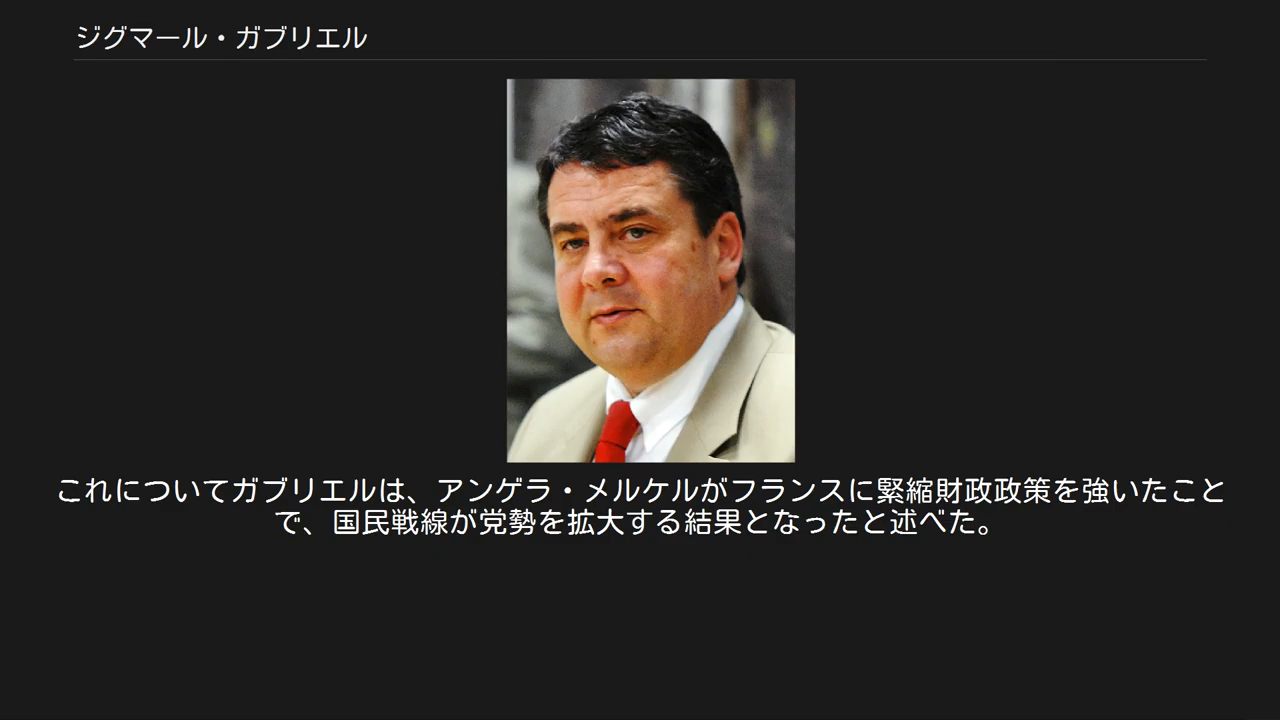 ジグマール・ガブリエル
これについてガブリエルは、アンゲラ・メルケルがフランスに緊縮財政政策を強いたこと
で、国民戦線が党勢を拡大する結果となったと述べた。